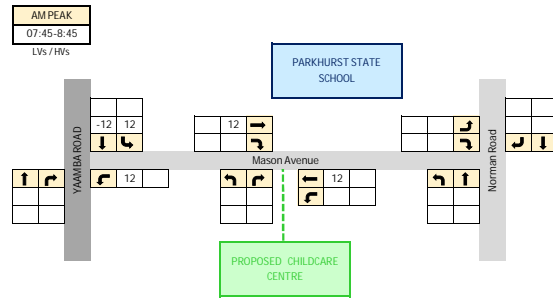 AM PEAK
07:45-8:45
LVs / HVs
PARKHURST STATE
SCHOOL
-12 12
12
YAAMBA ROAD
Mason Avenue
Norman Road
12
12
PROPOSED CHILDCARE
CENTRE